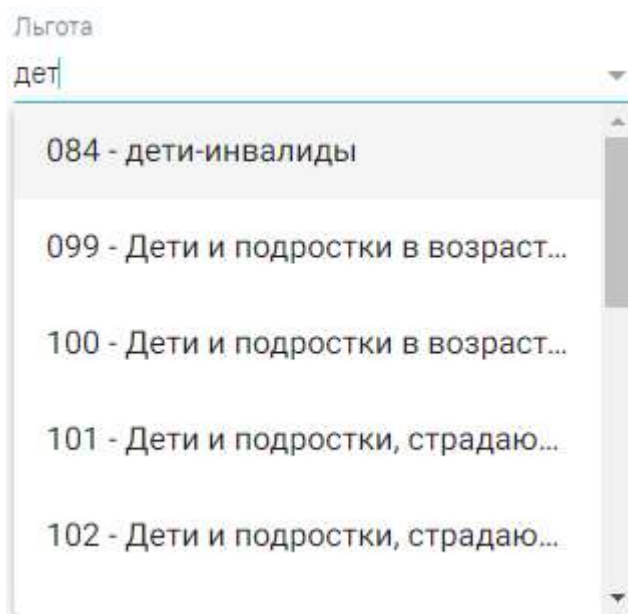 Льгота
дет
084 - дети-инвалиды
099 - Дети и подростки в возраст...
100 - Дети и подростки в возраст...
101 - Дети и подростки, страдаю...
102 - Дети и подростки, страдаю...